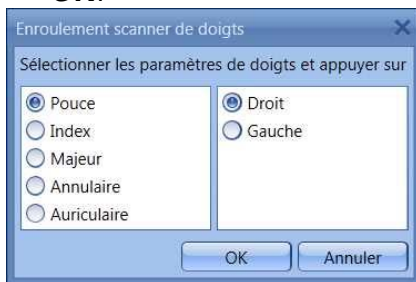 OK.
Enroulement scanner de doigts
Sélectionner les paramètres de doigts et appuyer sur
Pouce
Index
Majeur
Annulaire
Auriculaire
Droit
Gauche
OK
Annuler